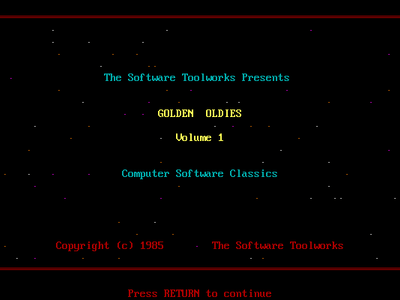 The Software Toolworks Presents
GOLDEN OLDIES
Volume 1
Computer Software Classics
Copyright (c) 1985 The Software Toolworks
Press RETURN to continue